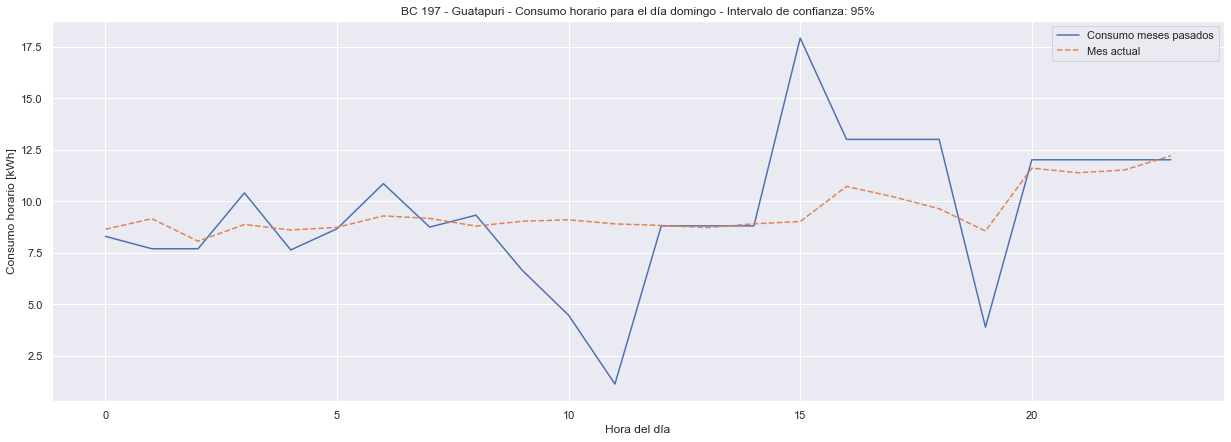 BC 197 - Guatapuri - Consumo horario para el día domingo - Intervalo de confianza: 95%
Consumo meses pasados
Mes actual
Consumo horario [kWh]
17.5
15.0
12.5
10.0
7.5
5.0
2.5
0
5
10
15
20
Hora del día